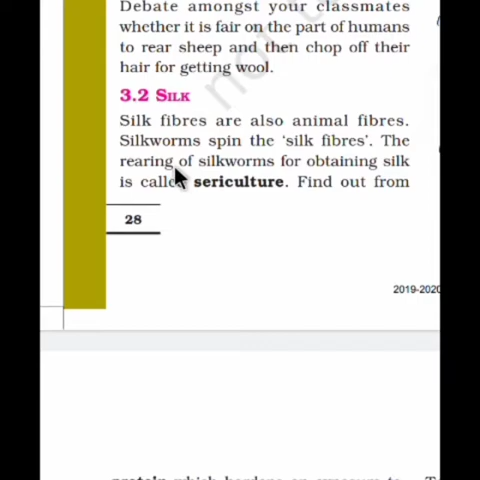 Debate amongst your classmates
whether it is fair on the part of humans
to rear sheep and then chop off their
hair for getting wool.
3.2 SILK
Silk fibres are also animal fibres.
Silkworms spin the ‘silk fibres’. The
rearing of silkworms for obtaining silk
is called sericulture. Find out from
28
2019-2020